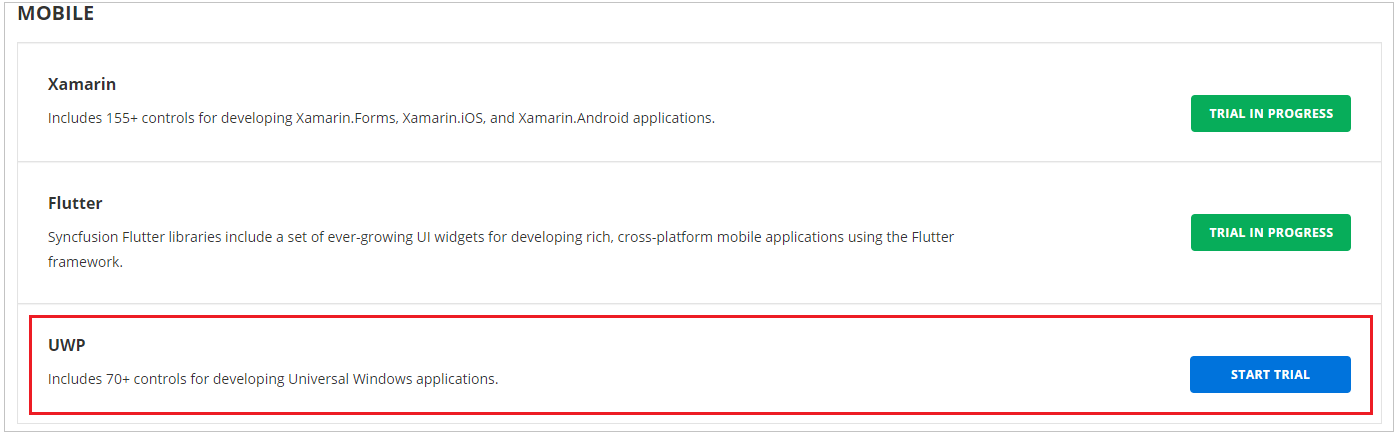 MOBILE
Xamarin
Includes 155+ controls for developing Xamarin.Forms, Xamarin.iOS, and Xamarin.Android applications.
TRIAL IN PROGRESS
Flutter
Syncfusion Flutter libraries include a set of ever-growing UI widgets for developing rich, cross-platform mobile applications using the Flutter
framework.
TRIAL IN PROGRESS
UWP
Includes 70+ controls for developing Universal Windows applications.
START TRIAL